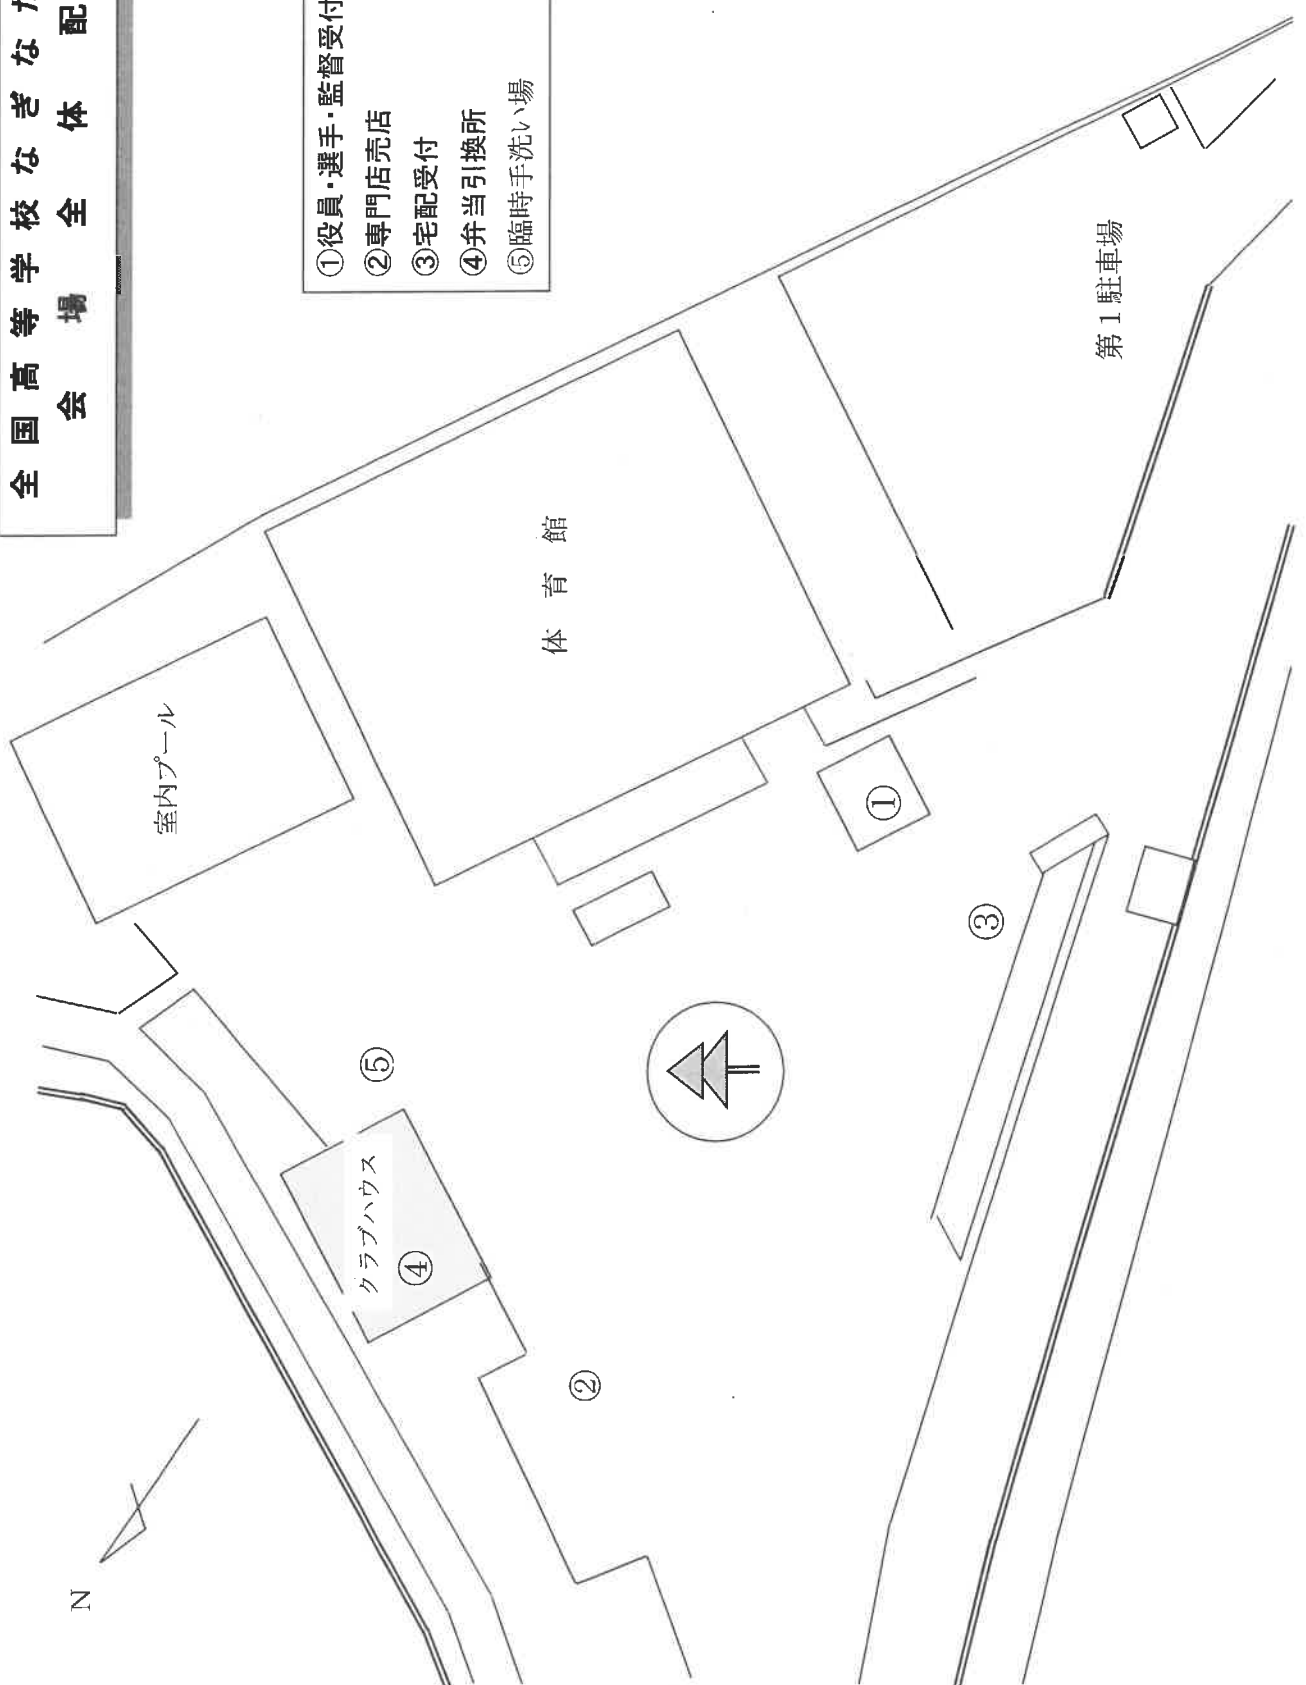 全国高等学校なぎな
会場全体配
①役員・選手・監督受付
②専門店売店
③宅配受付
④弁当引換所
⑤臨時手洗い場
室内プール
体育館
第１駐車場
①
③
⑤
クラブハウス
④
②
N